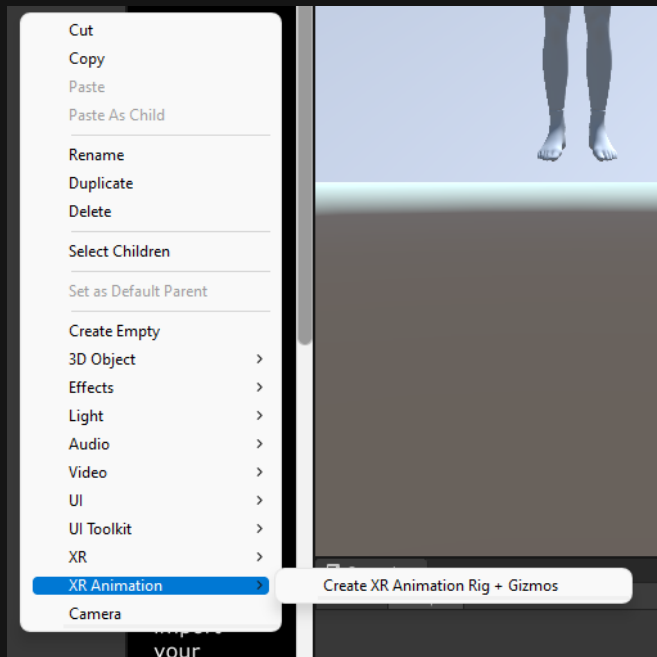 Cut
Copy
Paste
Paste As Child
Rename
Duplicate
Delete
Select Children
Set as Default Parent
Create Empty
3D Object
Effects
Light
Audio
Video
UI
UI Toolkit
XR
XR Animation
Create XR Animation Rig + Gizmos
Camera
your